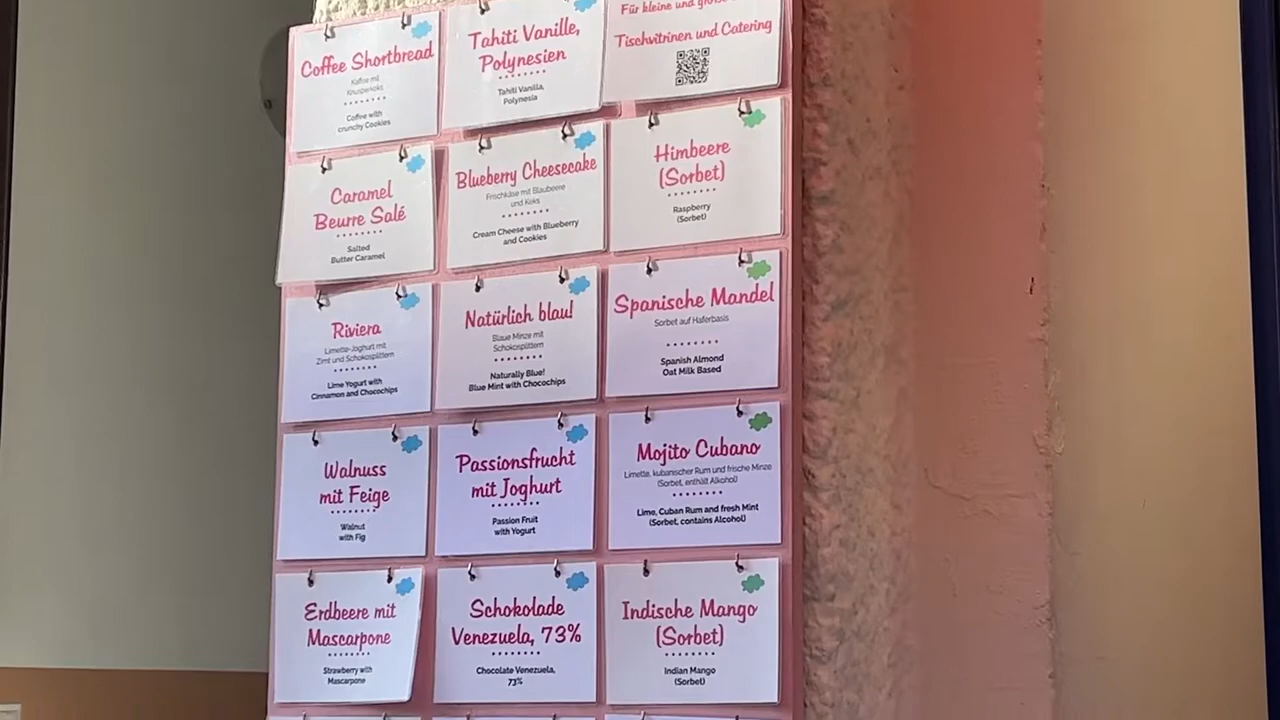 Coffee Shortbread
Kaffee mit
Knusperkeks
Coffee with
crunchy Cookies
Tahiti Vanille,
Polynesien
Tahiti Vanilla,
Polynesia
Für kleine und
Tischvitrinen und Catering
Caramel
Beurre Salé
Salted
Butter Caramel
Blueberry Cheesecake
Frischkäse mit Blaubeere
und Keks
Cream Cheese with Blueberry
and Cookies
Himbeere
(Sorbet)
Raspberry
(Sorbet)
Riviera
Limette-Joghurt mit
Zimt und Schokosplittern
Lime Yogurt with
Cinnamon and Chocochips
Natürlich blau!
Blaue Minze mit
Schokosplittern
Naturally Blue!
Blue Mint with Chocochips
Spanische Mandel
Sorbet auf Haferbasis
Spanish Almond
Oat Milk Based
Walnuss
mit Feige
Walnut
with Fig
Passionsfrucht
mit Joghurt
Passion Fruit
with Yogurt
Mojito Cubano
Limette, kubanischer Rum und frische Minze
(Sorbet, enthält Alkohol)
Lime, Cuban Rum and fresh Mint
(Sorbet, contains Alcohol)
Erdbeere mit
Mascarpone
Strawberry with
Mascarpone
Schokolade
Venezuela, 73%
Chocolate Venezuela,
73%
Indische Mango
(Sorbet)
Indian Mango
(Sorbet)